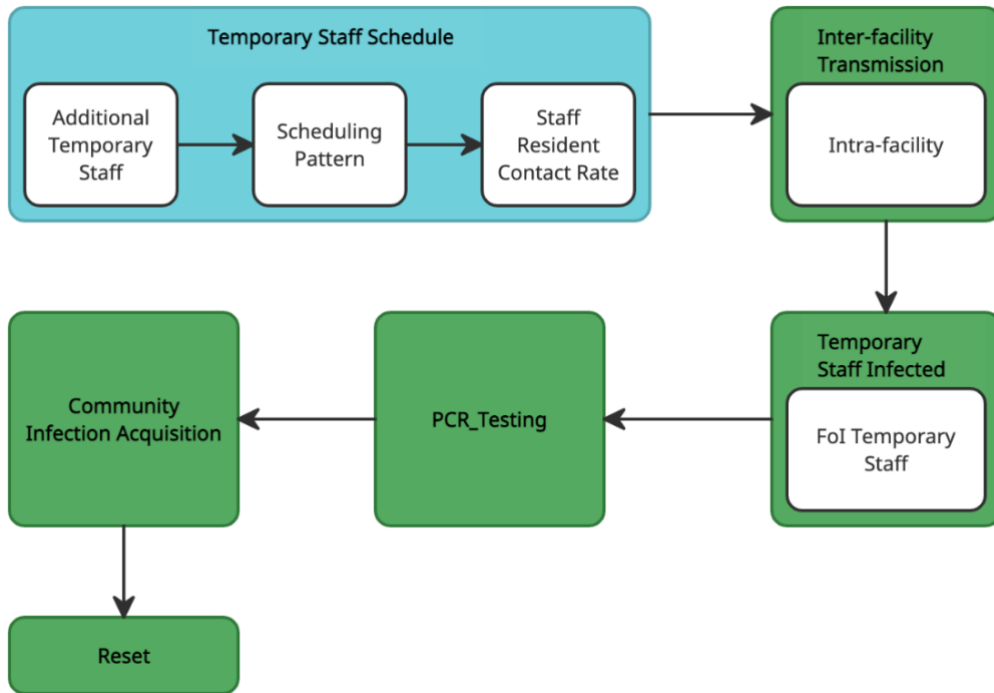 Temporary Staff Schedule
Additional
Temporary
Staff
Scheduling
Pattern
Staff
Resident
Contact Rate
Inter-facility
Transmission
Intra-facility
Temporary
Staff Infected
FoI Temporary
Staff
PCR_Testing
Community
Infection Acquisition
Reset